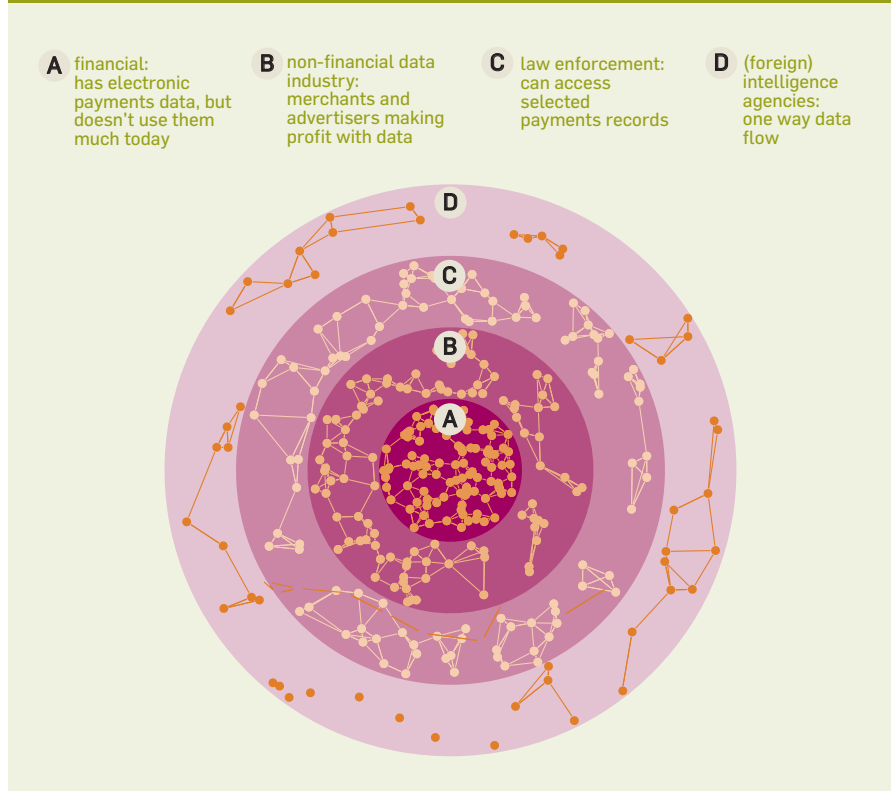 A financial:
has electronic
payments data, but
doesn't use them
much today
B non-financial data
industry:
merchants and
advertisers making
profit with data
C law enforcement:
can access
selected
payments records
D (foreign)
intelligence
agencies:
one way data
flow
D
C
B
A